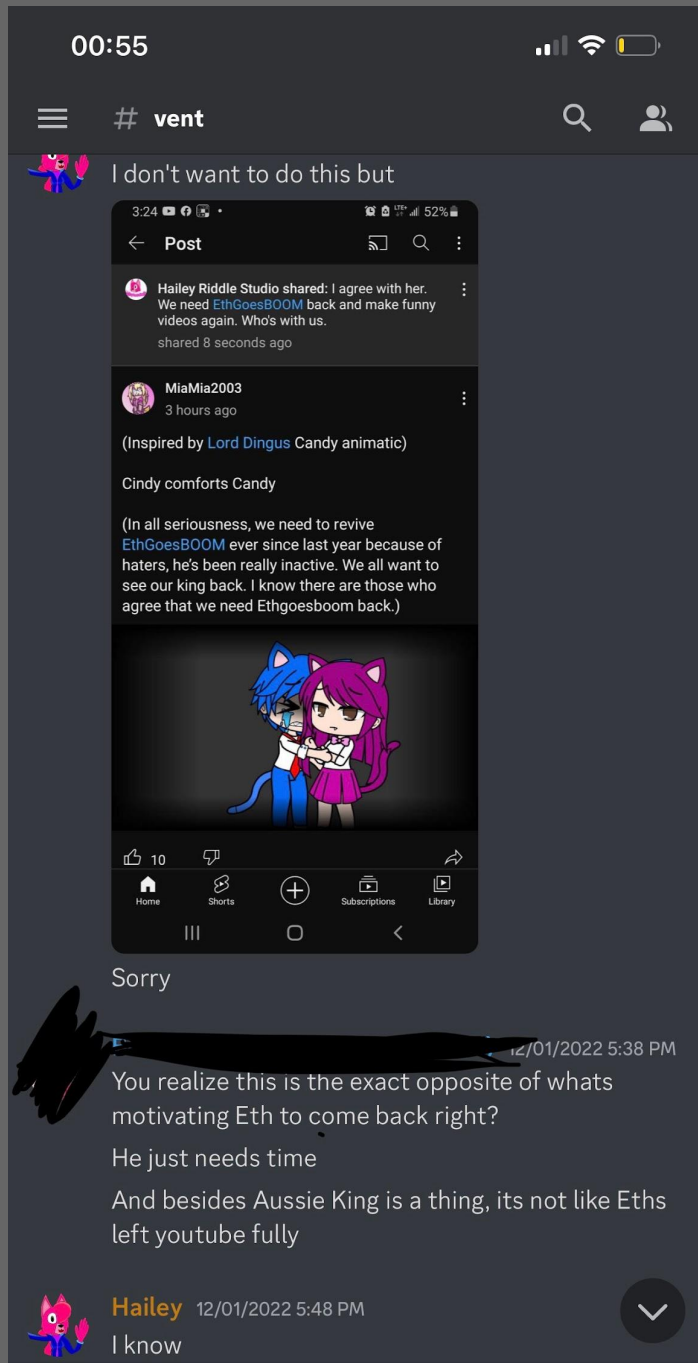 00:55
# vent
I don't want to do this but
3:24 LTE+ 52%
Post
Hailey Riddle Studio shared: I agree with her.
We need EthGoesBOOM back and make funny
videos again. Who's with us.
shared 8 seconds ago
MiaMia2003
3 hours ago
(Inspired by Lord Dingus Candy animatic)
Cindy comforts Candy
(In all seriousness, we need to revive
EthGoesBOOM ever since last year because of
haters, he's been really inactive. We all want to
see our king back. I know there are those who
agree that we need Ethgoesboom back.)
10
Home Shorts Subscriptions Library
Sorry
12/01/2022 5:38 PM
You realize this is the exact opposite of whats
motivating Eth to come back right?
He just needs time
And besides Aussie King is a thing, its not like Eths
left youtube fully
Hailey 12/01/2022 5:48 PM
I know